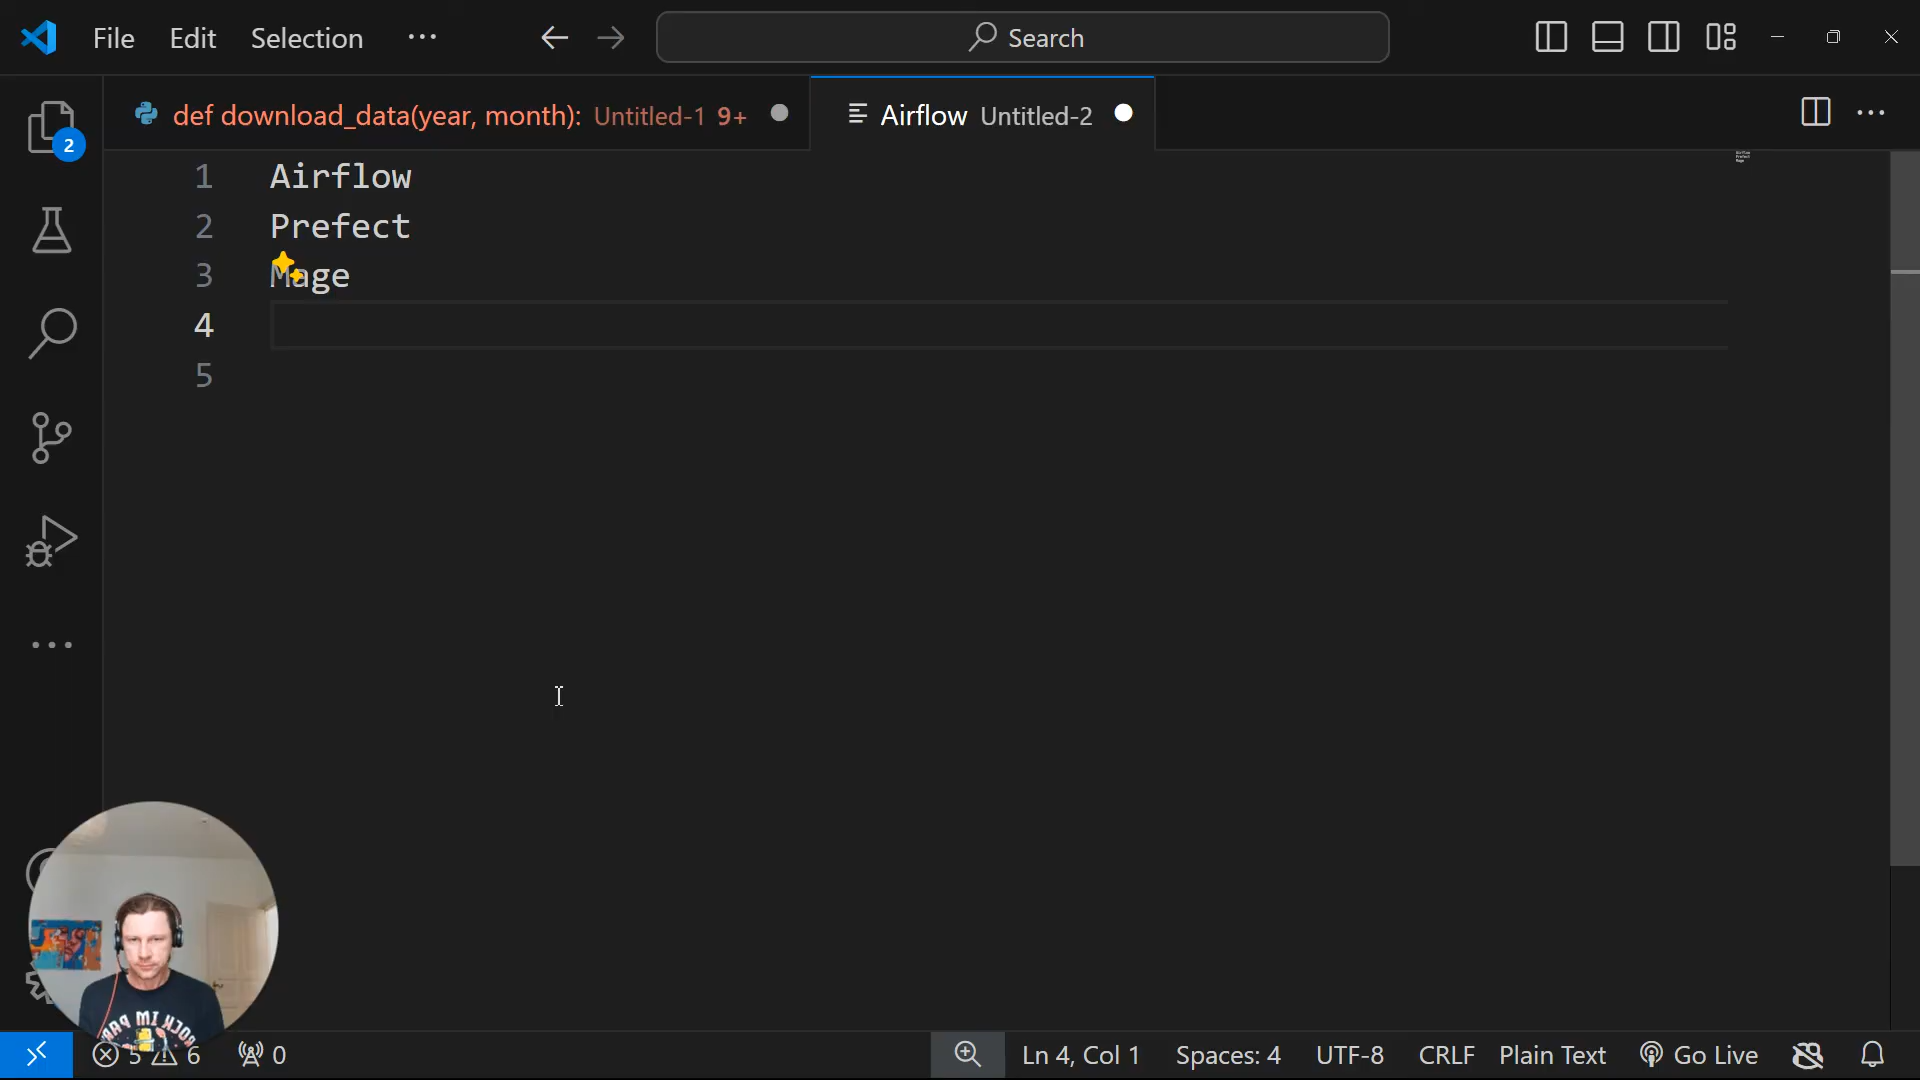 File Edit Selection ··· Search
def download_data(year, month): Untitled-1 9+ Airflow Untitled-2
2
1 Airflow
2 Prefect
3 Mage
4
5
5 6 0 Ln 4, Col 1 Spaces: 4 UTF-8 CRLF Plain Text Go Live